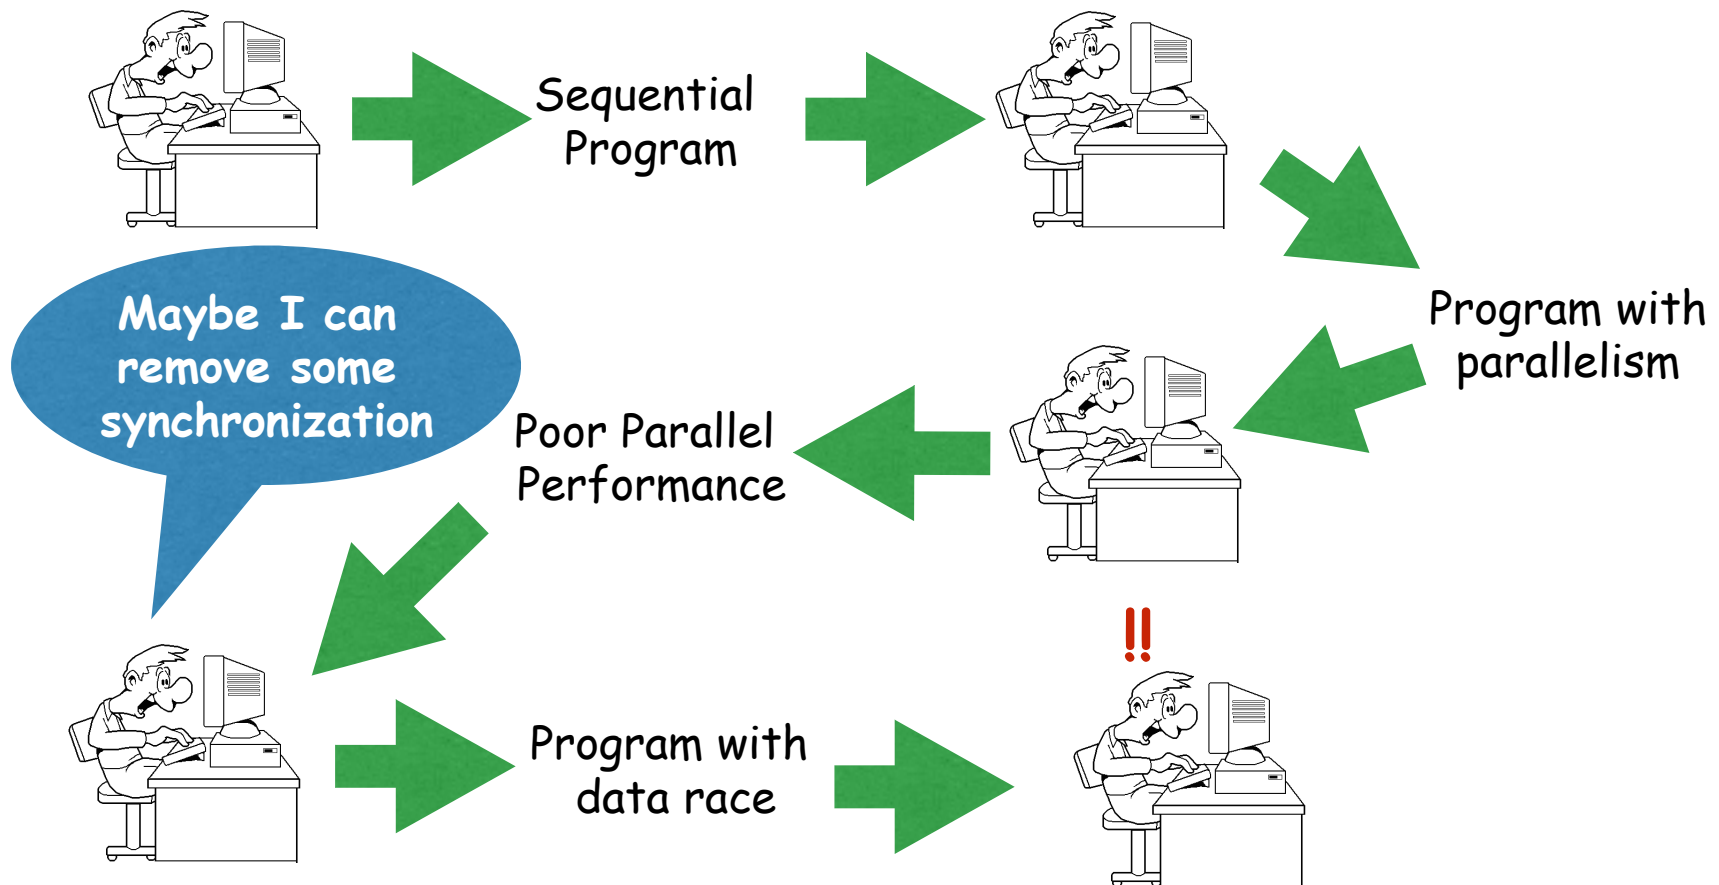 Sequential
Program
Program with
parallelism
Maybe I can
remove some
synchronization
Poor Parallel
Performance
!!
Program with
data race